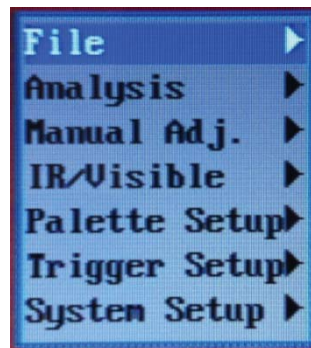 File
Analysis
Manual Adj.
IR/Visible
Palette Setup
Trigger Setup
System Setup